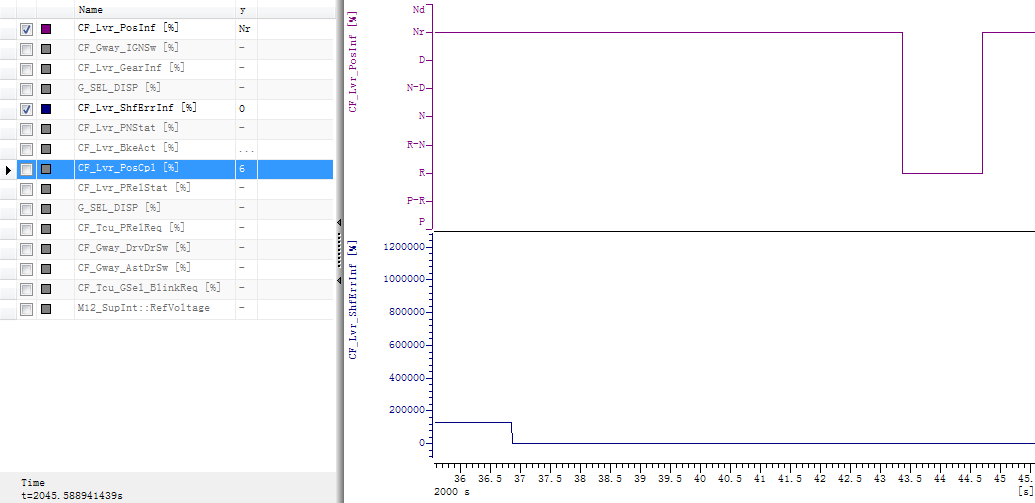 Name y
CF_Lvr_PosInf [%] Nr
CF_Gway_IGNSw [%] -
CF_Lvr_GearInf [%] -
G_SEL_DISP [%] -
CF_Lvr_ShfErrInf [%] 0
CF_Lvr_PNStat [%] -
CF_Lvr_BkeAct [%] ...
CF_Lvr_PosCpl [%] 6
CF_Lvr_PRelStat [%] -
G_SEL_DISP [%] -
CF_Tcu_PRelReq [%] -
CF_Gway_DrvDrSw [%] -
CF_Gway_AstDrSw [%] -
CF_Tcu_GSel_BlinkReq [%] -
M12_SupInt::RefVoltage -
Time
t=2045.588941439s
CF_Lvr_PosInf [%]
Nd
Nr
D
N-D
N
R-N
R
P-R
P
CF_Lvr_ShfErrInf [%]
1200000
1000000
800000
600000
400000
200000
0
36 36.5 37 37.5 38 38.5 39 39.5 40 40.5 41 41.5 42 42.5 43 43.5 44 44.5 45
2000 s [s]